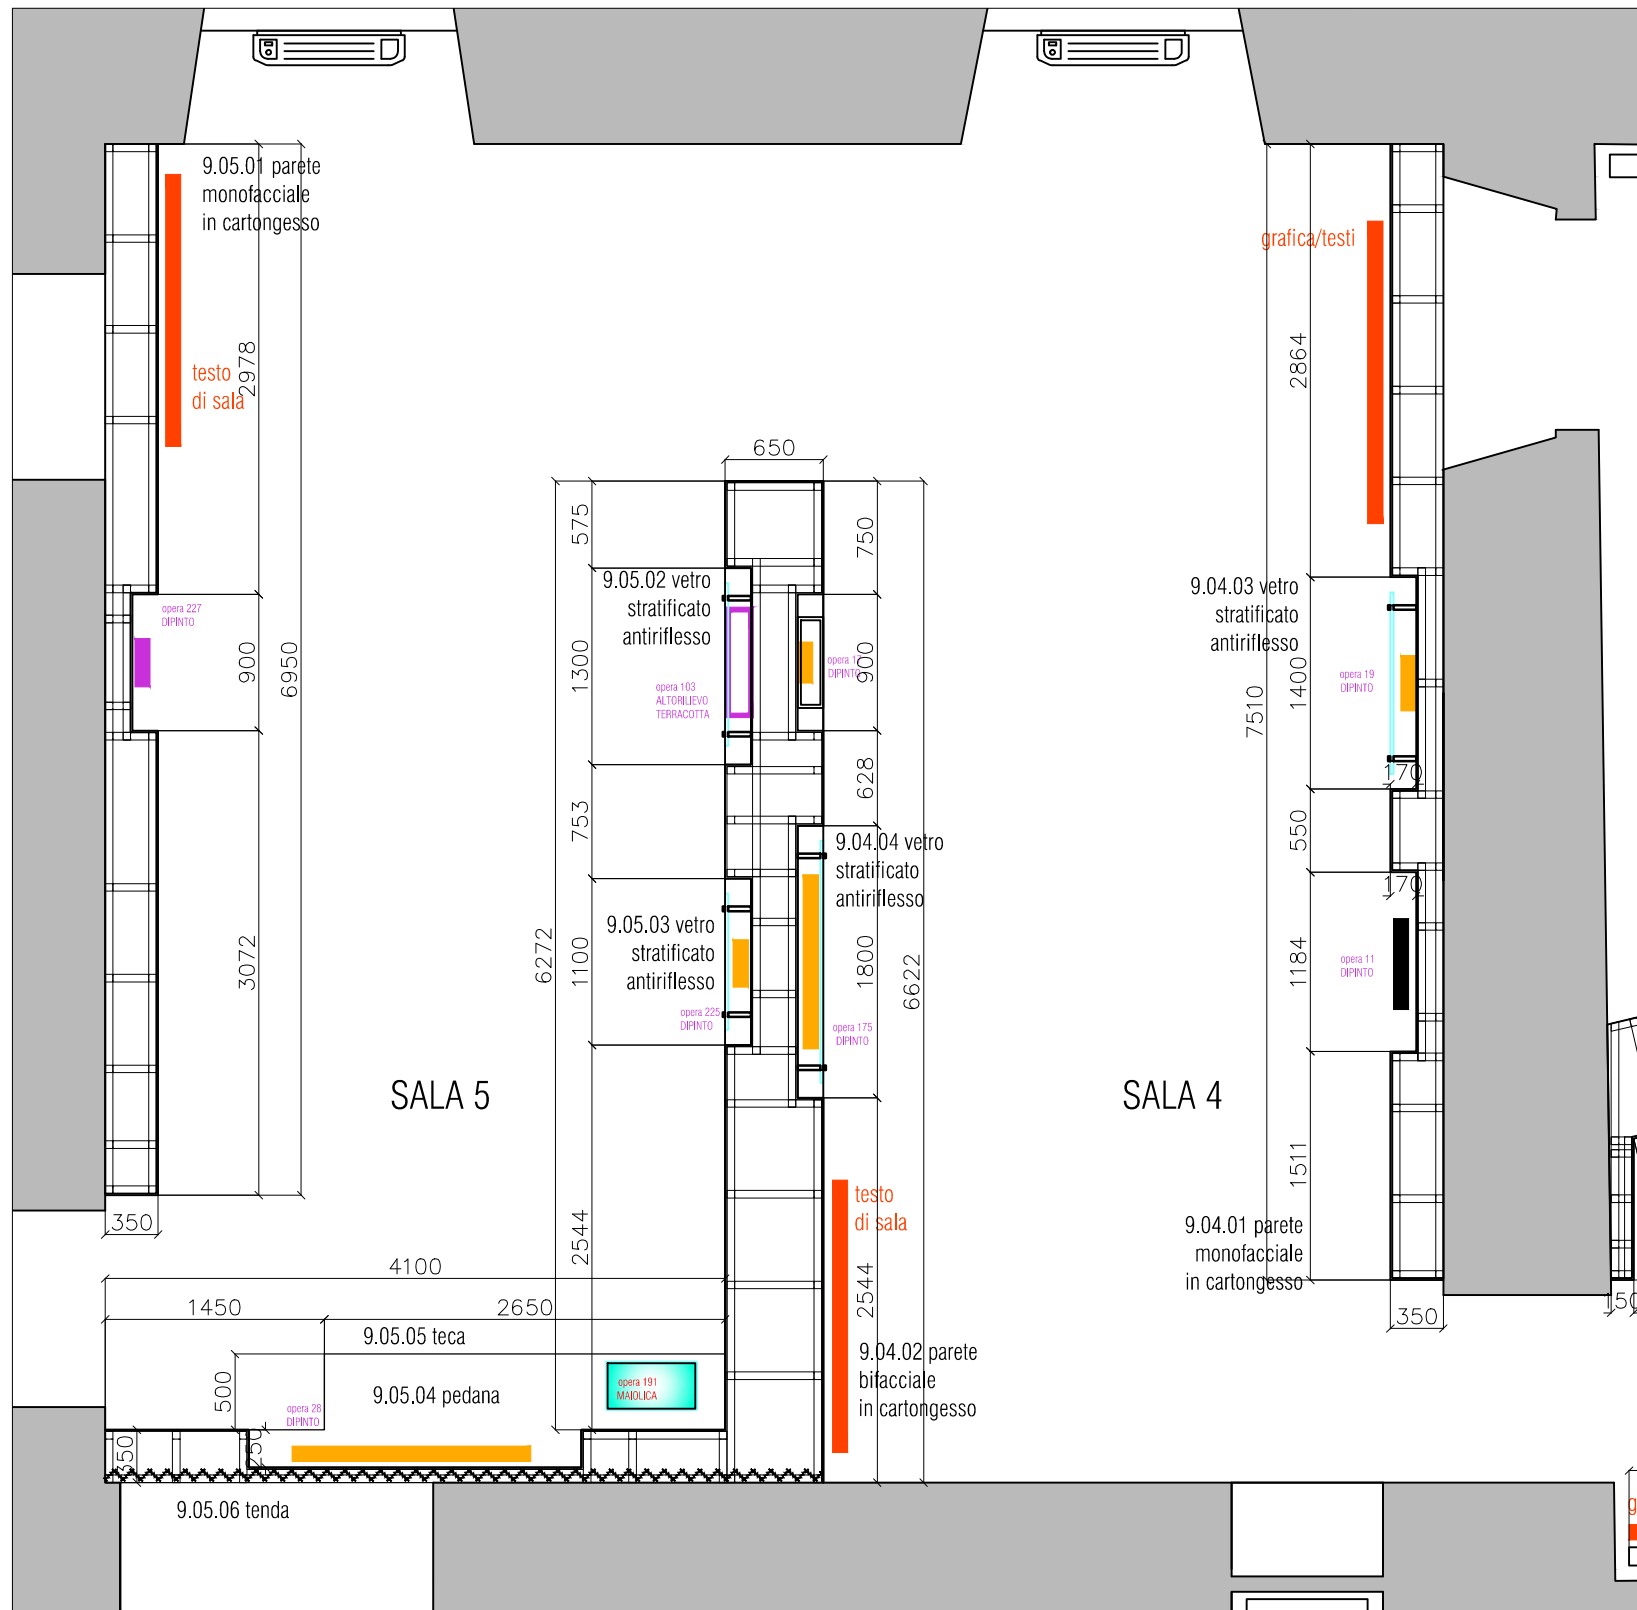 9.05.01 parete
monofacciale
in cartongesso
grafica/testi
testo
di sala
2978
2864
650
575
750
9.05.02 vetro
stratificato
antiriflesso
9.04.03 vetro
stratificato
antiriflesso
opera 227
DIPINTO
900
6950
1300
opera 103
ALTORILIEVO
TERRACOTTA
opera 17
DIPINTO
900
opera 19
DIPINTO
1400
7510
170
628
753
550
9.04.04 vetro
stratificato
antiriflesso
170
9.05.03 vetro
stratificato
antiriflesso
3072
6272
1100
1800
6622
opera 11
DIPINTO
1184
opera 225
DIPINTO
opera 175
DIPINTO
SALA 5
SALA 4
1511
testo
di sala
350
2544
9.04.01 parete
monofacciale
in cartongesso
4100
2544
1450
2650
350
9.05.05 teca
9.04.02 parete
bifacciale
in cartongesso
500
9.05.04 pedana
opera 191
MAIOLICA
opera 28
DIPINTO
350
250
9.05.06 tenda